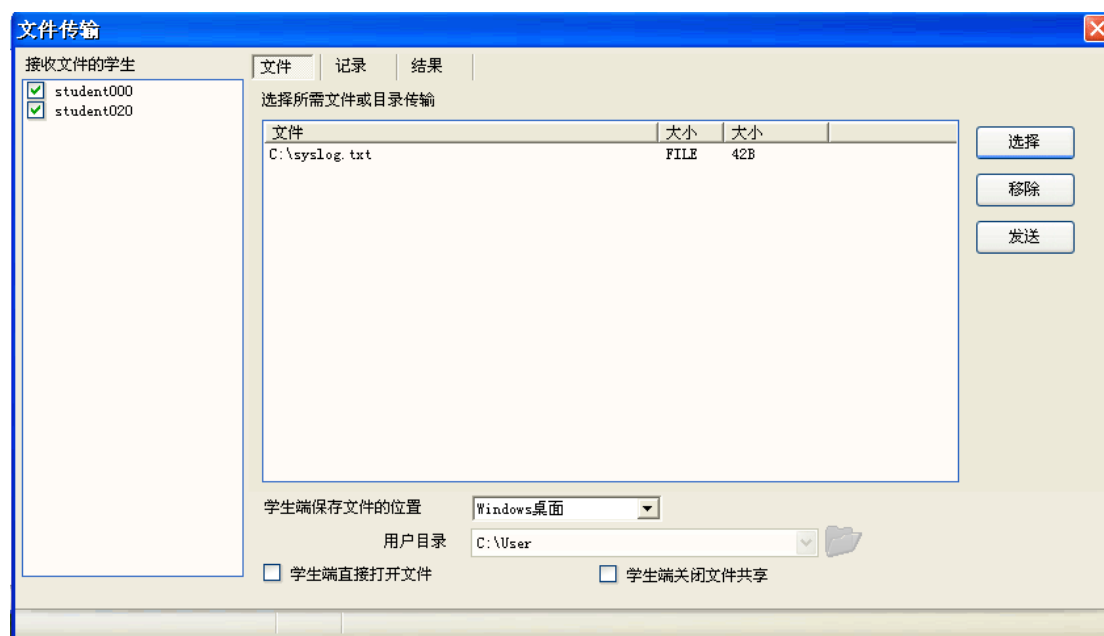 文件传输
接收文件的学生
student000
student020
文件 记录 结果
选择所需文件或目录传输
文件 大小 大小
C:\syslog.txt FILE 42B
选择
移除
发送
学生端保存文件的位置 Windows桌面
用户目录 C:\User
学生端直接打开文件 学生端关闭文件共享